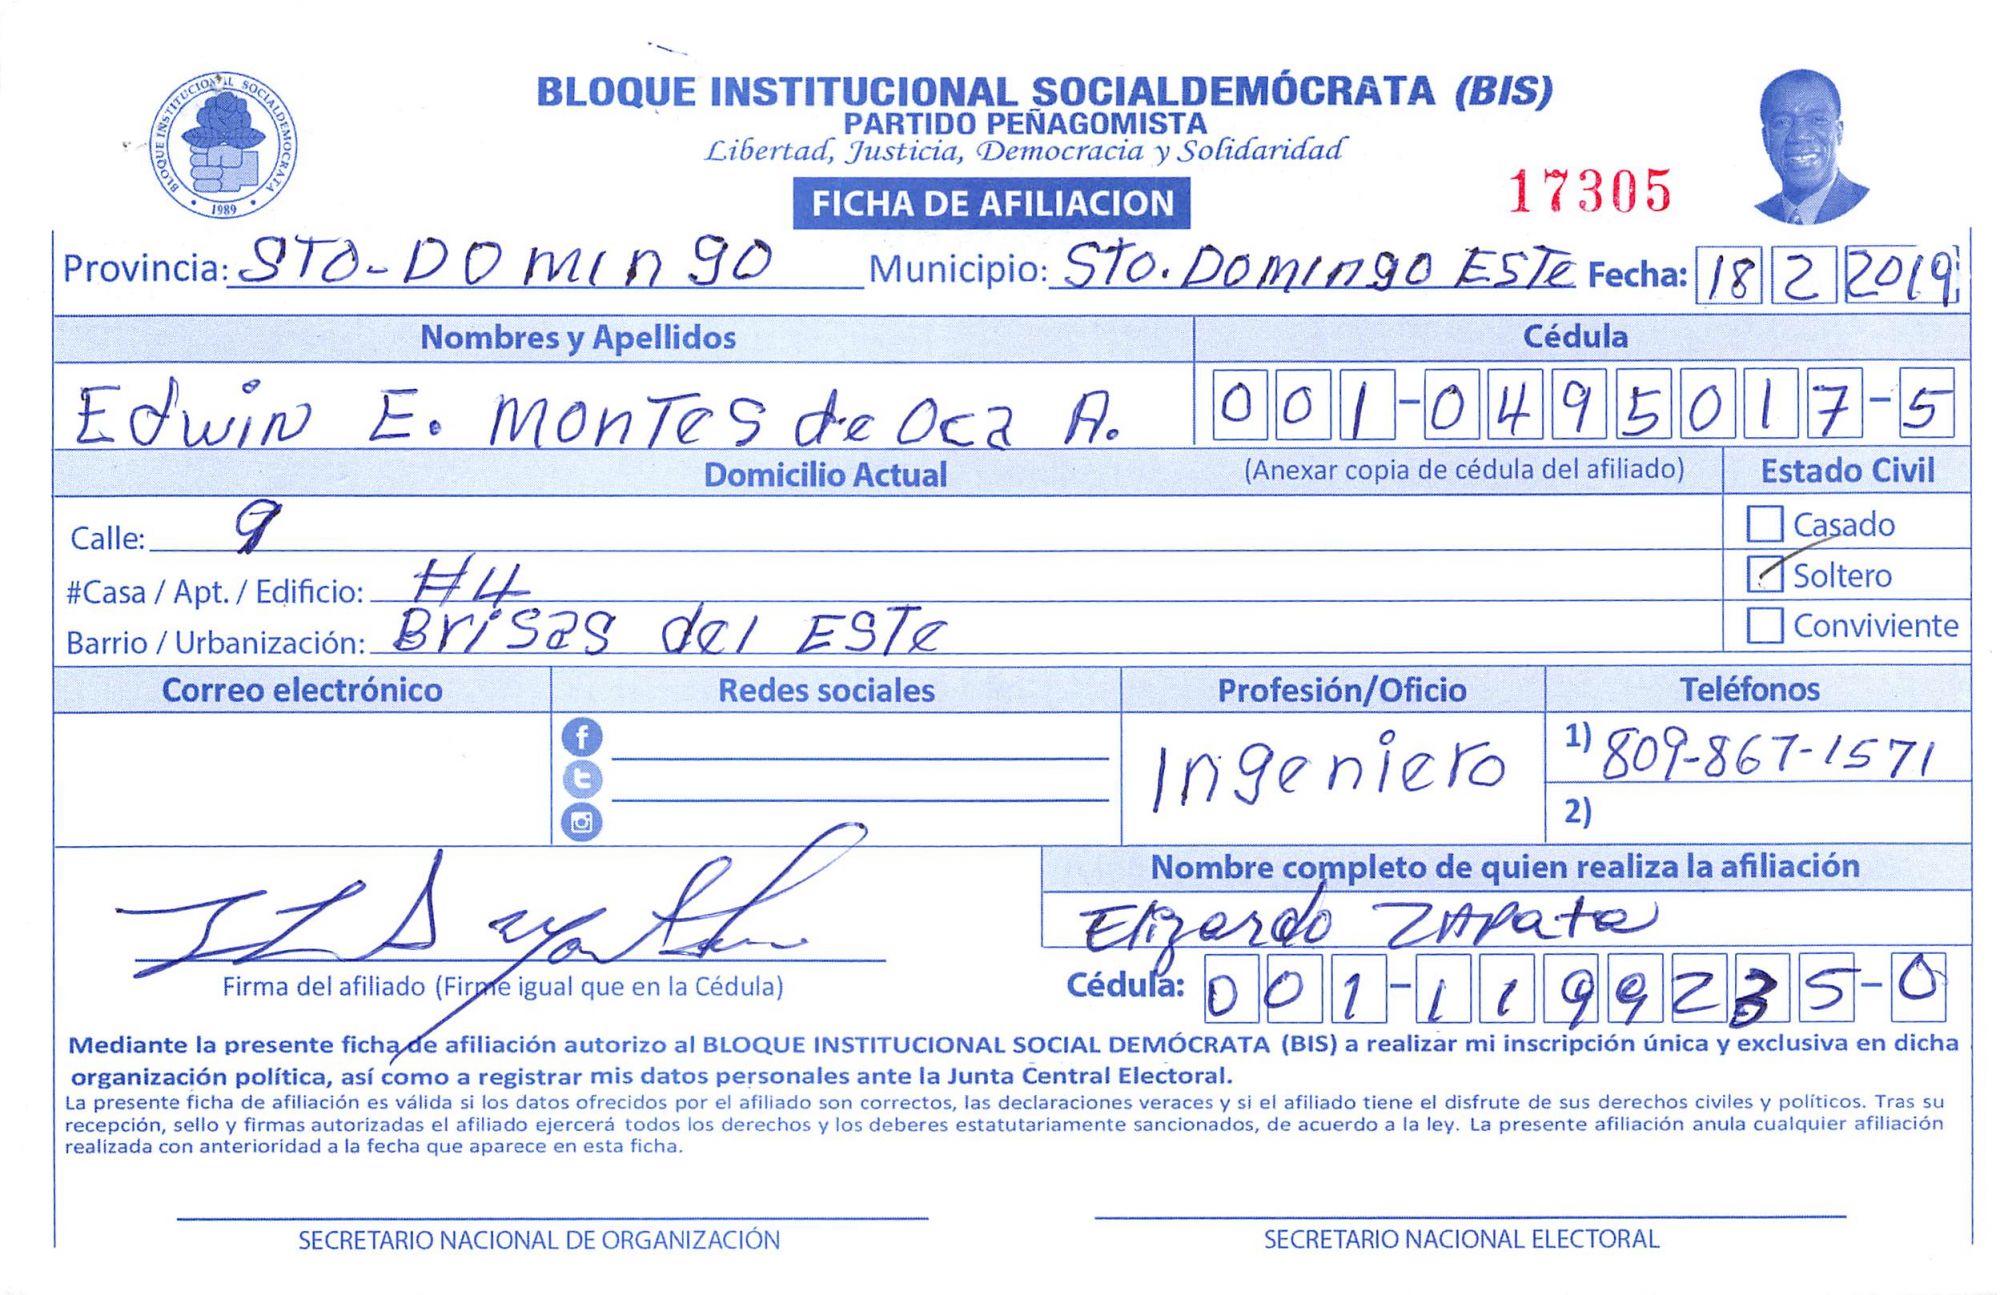 BLOQUE INSTITUCIONAL SOCIALDEMOCRATA
1989
BLOQUE INSTITUCIONAL SOCIALDEMÓCRATA (BIS)
PARTIDO PEÑAGOMISTA
Libertad, Justicia, Democracia y Solidaridad
FICHA DE AFILIACION
17305
Provincia: STO-DOMINGO Municipio: STO. DOMINGO ESTE Fecha: 18 2 2019
Nombres y Apellidos Cédula
Edwin E. Montes de Oca A. 001-0495017-5
Domicilio Actual (Anexar copia de cédula del afiliado) Estado Civil
Calle: 9 Casado
#Casa / Apt. / Edificio: #4 Soltero
Barrio / Urbanización: Brisas del ESTE Conviviente
Correo electrónico Redes sociales Profesión/Oficio Teléfonos
Ingeniero 1) 809-867-1571
2)
Nombre completo de quien realiza la afiliación
Elizardo ZAPata
Firma del afiliado (Firme igual que en la Cédula) Cédula: 001-1199235-0
Mediante la presente ficha de afiliación autorizo al BLOQUE INSTITUCIONAL SOCIAL DEMÓCRATA (BIS) a realizar mi inscripción única y exclusiva en dicha
organización política, así como a registrar mis datos personales ante la Junta Central Electoral.
La presente ficha de afiliación es válida si los datos ofrecidos por el afiliado son correctos, las declaraciones veraces y si el afiliado tiene el disfrute de sus derechos civiles y políticos. Tras su
recepción, sello y firmas autorizadas el afiliado ejercerá todos los derechos y los deberes estatutariamente sancionados, de acuerdo a la ley. La presente afiliación anula cualquier afiliación
realizada con anterioridad a la fecha que aparece en esta ficha.
SECRETARIO NACIONAL DE ORGANIZACIÓN SECRETARIO NACIONAL ELECTORAL